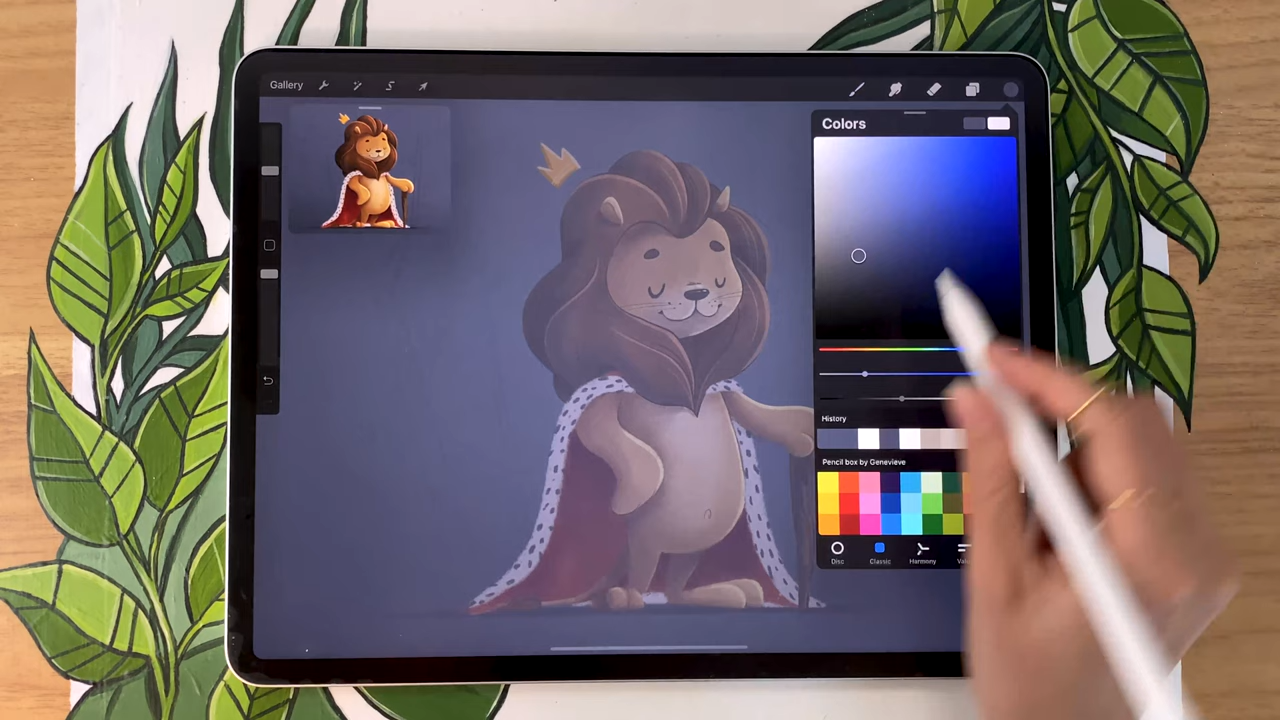 Gallery
Colors
History
Pencil box by Genevieve
Disc
Classic
Harmony